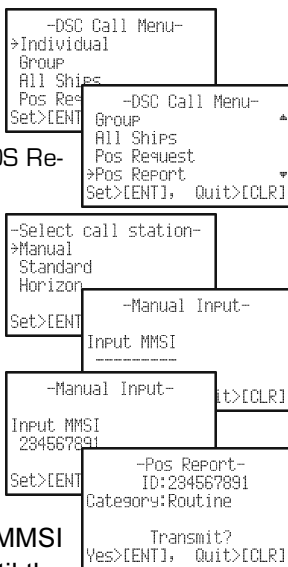 -DSC Call Menu-
→Individual
Group
All Ships
Pos Req
Set>[ENT
-DSC Call Menu-
Group
All Ships
Pos Request
→Pos Report
Set>[ENT], Quit>[CLR]
OS Re-
-Select call station-
→Manual
Standard
Horizon
Set>[ENT
-Manual Input-
Input MMSI
---------
it>[CLR]
-Manual Input-
Input MMSI
234567891
Set>[ENT
-Pos Report-
ID:234567891
Category:Routine
Transmit?
Yes>[ENT], Quit>[CLR]
MMSI